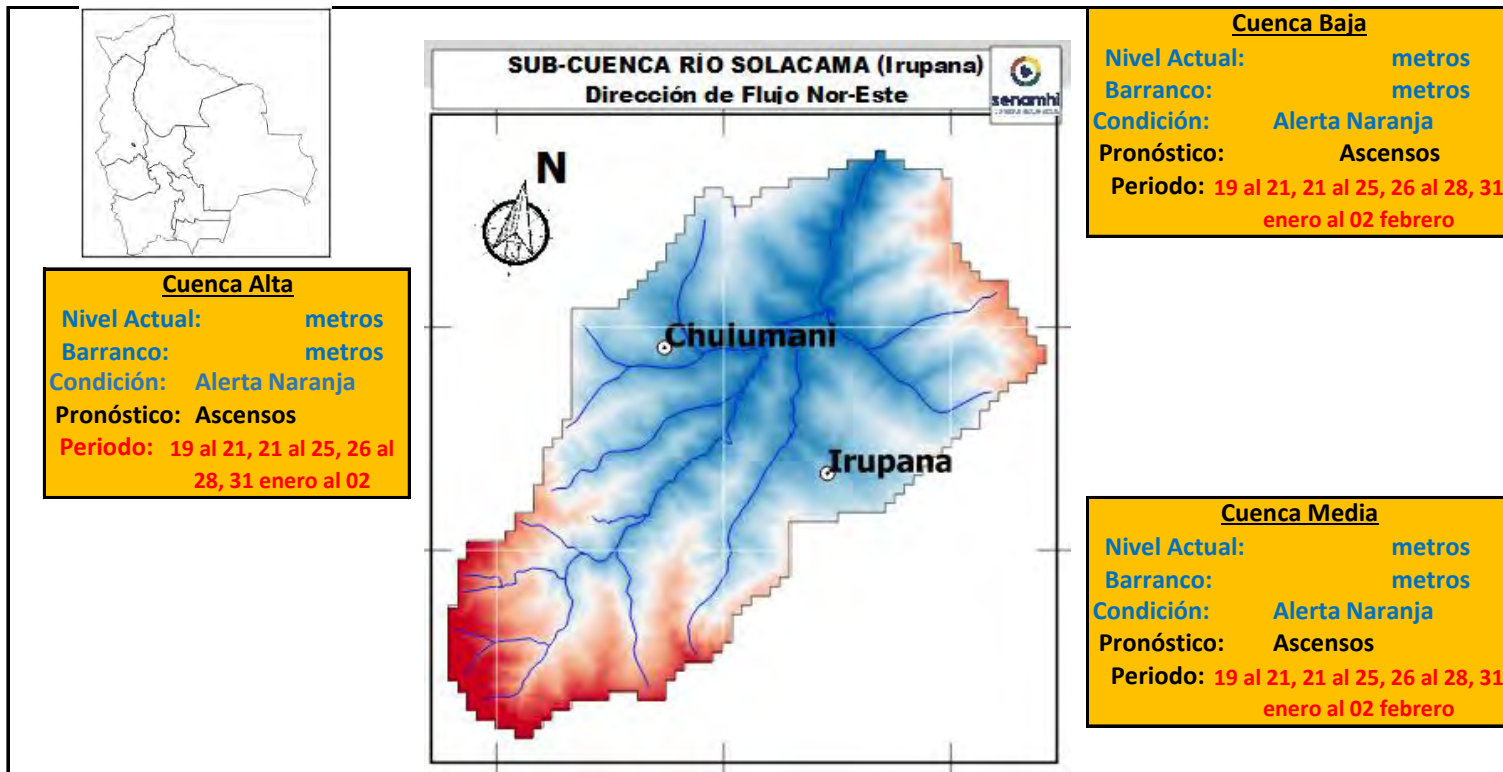 SUB-CUENCA RÍO SOLACAMA (Irupana)
Dirección de Flujo Nor-Este
senamhi
N
Chulumani
Irupana
Cuenca Alta
Nivel Actual: metros
Barranco: metros
Condición: Alerta Naranja
Pronóstico: Ascensos
Periodo: 19 al 21, 21 al 25, 26 al
28, 31 enero al 02
Cuenca Baja
Nivel Actual: metros
Barranco: metros
Condición: Alerta Naranja
Pronóstico: Ascensos
Periodo: 19 al 21, 21 al 25, 26 al 28, 31
enero al 02 febrero
Cuenca Media
Nivel Actual: metros
Barranco: metros
Condición: Alerta Naranja
Pronóstico: Ascensos
Periodo: 19 al 21, 21 al 25, 26 al 28, 31
enero al 02 febrero